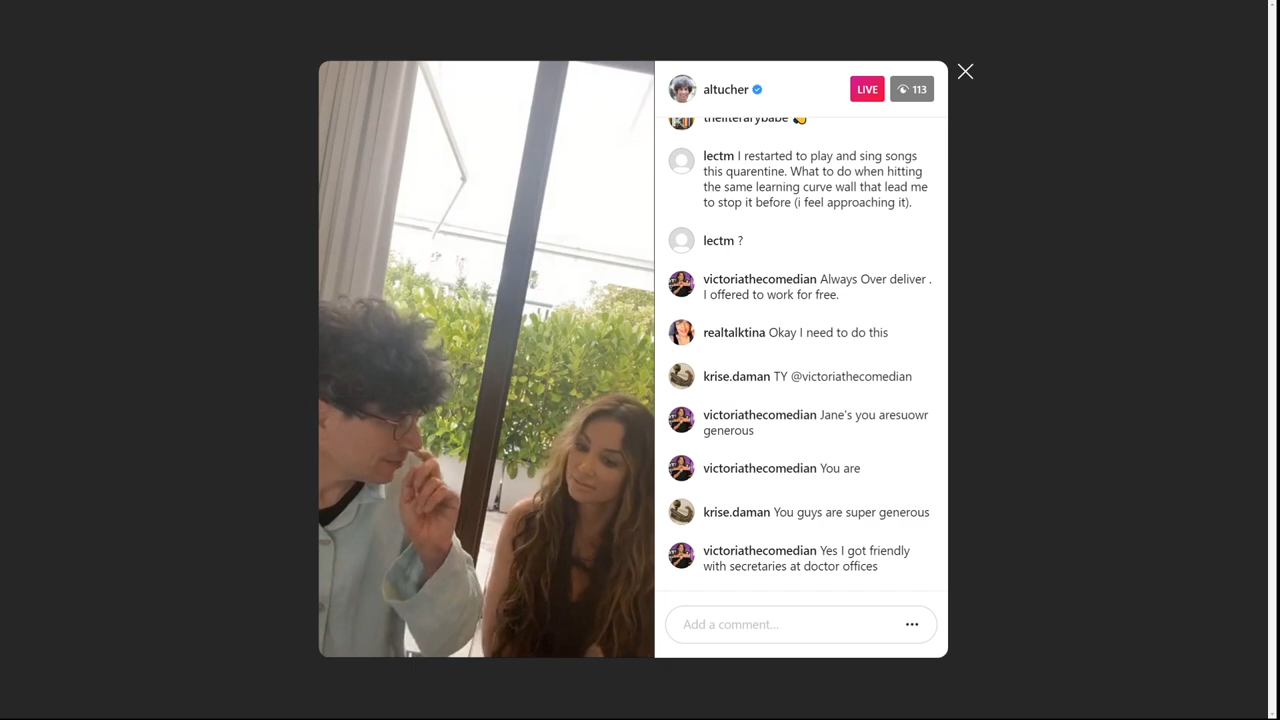 altucher
LIVE
113
theliterarybabe
lectm I restarted to play and sing songs
this quarentine. What to do when hitting
the same learning curve wall that lead me
to stop it before (i feel approaching it).
lectm ?
victoriathecomedian Always Over deliver .
I offered to work for free.
realtalktina Okay I need to do this
krise.daman TY @victoriathecomedian
victoriathecomedian Jane's you aresuowr
generous
victoriathecomedian You are
krise.daman You guys are super generous
victoriathecomedian Yes I got friendly
with secretaries at doctor offices
Add a comment...